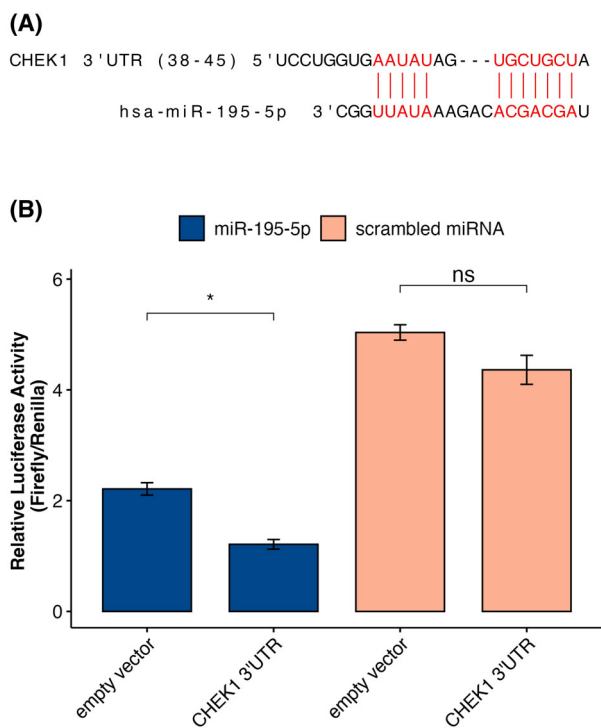 (A)
CHEK1 3'UTR (38-45) 5'UCCUGGUGAAUAUAG---UGCUGCUA
hsa-miR-195-5p 3'CGGUUAUAAAGACACGACGAU
(B)
miR-195-5p scrambled miRNA
Relative Luciferase Activity
(Firefly/Renilla)
6
4
2
0
*
ns
empty vector
CHEK1 3'UTR
empty vector
CHEK1 3'UTR